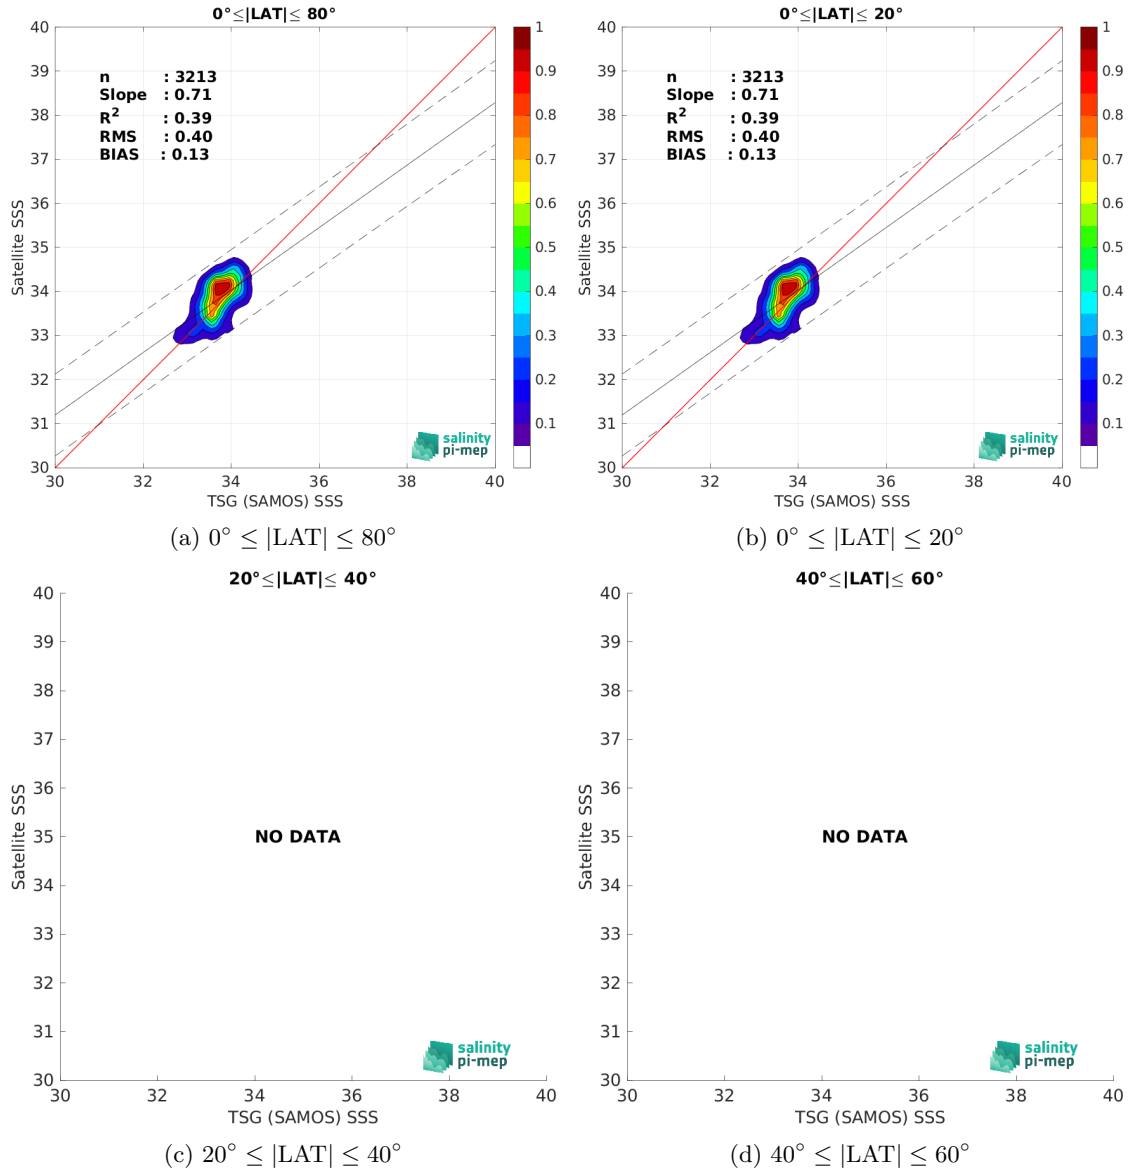 0°≤|LAT|≤ 80°
n : 3213
Slope : 0.71
R² : 0.39
RMS : 0.40
BIAS : 0.13
40
39
38
37
36
35
34
33
32
31
30
Satellite SSS
30 32 34 36 38 40
TSG (SAMOS) SSS
1
0.9
0.8
0.7
0.6
0.5
0.4
0.3
0.2
0.1
salinity
pi-mep
(a) 0° ≤ |LAT| ≤ 80°
0°≤|LAT|≤ 20°
n : 3213
Slope : 0.71
R² : 0.39
RMS : 0.40
BIAS : 0.13
40
39
38
37
36
35
34
33
32
31
30
Satellite SSS
30 32 34 36 38 40
TSG (SAMOS) SSS
1
0.9
0.8
0.7
0.6
0.5
0.4
0.3
0.2
0.1
salinity
pi-mep
(b) 0° ≤ |LAT| ≤ 20°
20°≤|LAT|≤ 40°
40
39
38
37
36
35
34
33
32
31
30
Satellite SSS
NO DATA
30 32 34 36 38 40
TSG (SAMOS) SSS
salinity
pi-mep
(c) 20° ≤ |LAT| ≤ 40°
40°≤|LAT|≤ 60°
40
39
38
37
36
35
34
33
32
31
30
Satellite SSS
NO DATA
30 32 34 36 38 40
TSG (SAMOS) SSS
salinity
pi-mep
(d) 40° ≤ |LAT| ≤ 60°